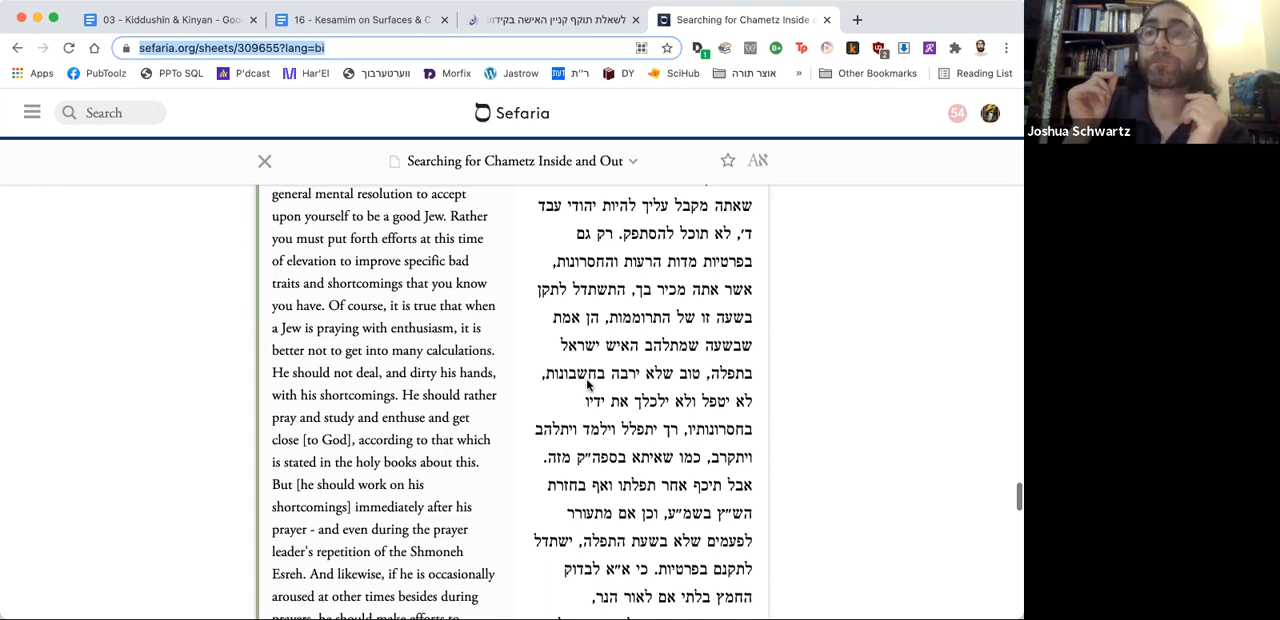 03 - Kiddushin & Kinyan - Goo
16 - Kesamim on Surfaces & C
לשאלת תוקף קניין האישה בקידוש
Searching for Chametz Inside a
sefaria.org/sheets/309655?lang=bi
Apps
PubToolz
PPTo SQL
P'dcast
Har'El
ווערטערבוך
Morfix
Jastrow
ר״ת
DY
SciHub
אוצר תורה
»
Other Bookmarks
Reading List
Search
Sefaria
54
Searching for Chametz Inside and Out
general mental resolution to accept
upon yourself to be a good Jew. Rather
you must put forth efforts at this time
of elevation to improve specific bad
traits and shortcomings that you know
you have. Of course, it is true that when
a Jew is praying with enthusiasm, it is
better not to get into many calculations.
He should not deal, and dirty his hands,
with his shortcomings. He should rather
pray and study and enthuse and get
close [to God], according to that which
is stated in the holy books about this.
But [he should work on his
shortcomings] immediately after his
prayer - and even during the prayer
leader's repetition of the Shmoneh
Esreh. And likewise, if he is occasionally
aroused at other times besides during
prayers, he should make efforts to
שאתה מקבל עליך להיות יהודי עבד
ד׳, לא תוכל להסתפק. רק גם
בפרטיות מדות הרעות והחסרונות,
אשר אתה מכיר בך, התשתדל לתקן
בשעה זו של התרוממות, הן אמת
שבשעה שמתלהב האיש ישראל
בתפלה, טוב שלא ירבה בחשבונות,
לא יטפל ולא ילכלך את ידיו
בחסרונותיו, רך יתפלל וילמד ויתלהב
ויתקרב, כמו שאיתא בספה״ק מזה.
אבל תיכף אחר תפלתו ואף בחזרת
הש״ץ בשמ״ע, וכן אם מתעורר
לפעמים שלא בשעת התפלה, ישתדל
לתקנם בפרטיות. כי א״א לבדוק
החמץ בלתי אם לאור הנר,
Joshua Schwartz